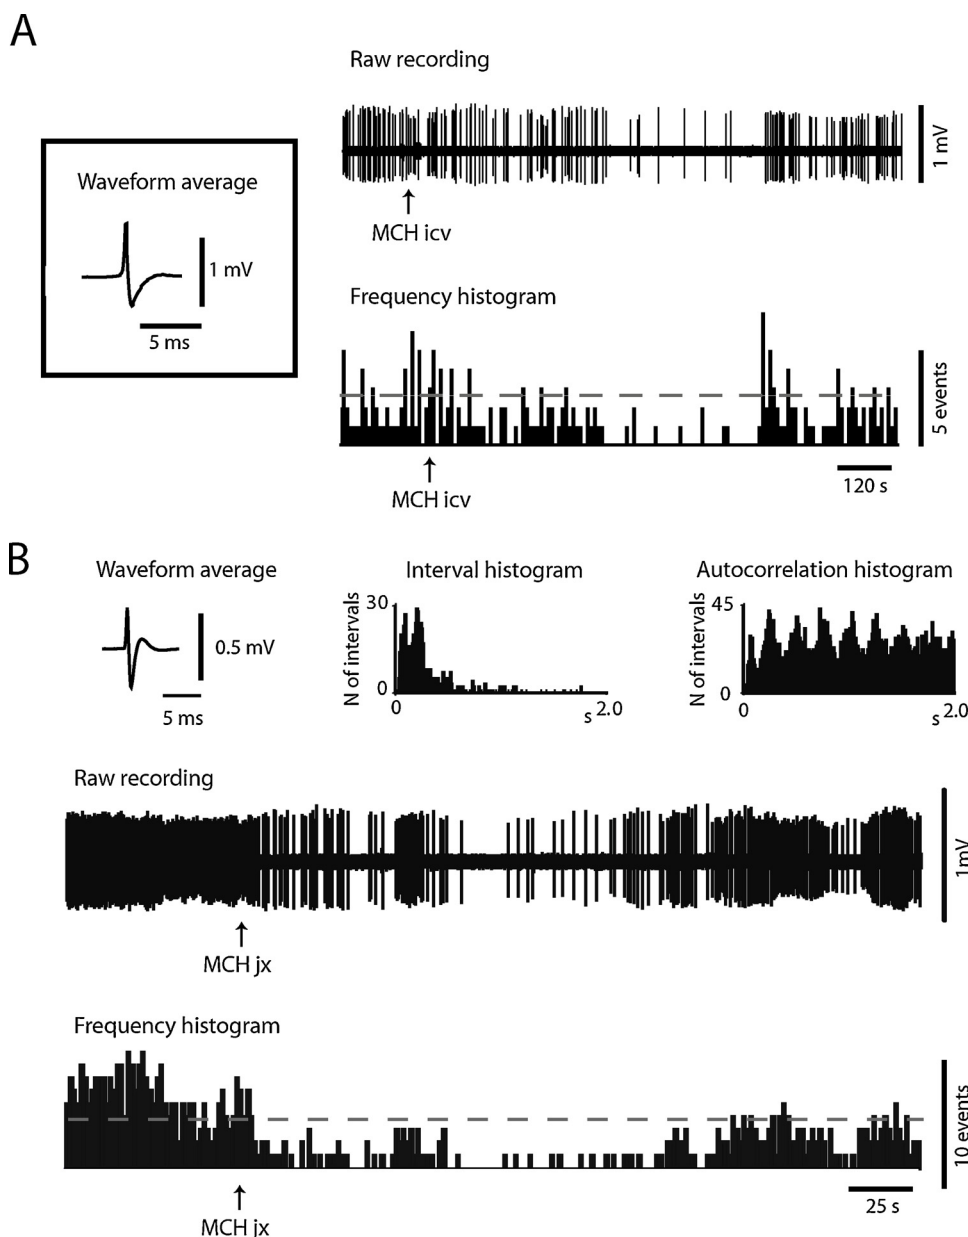 A
Raw recording
1 mV
MCH icv
Waveform average
1 mV
5 ms
Frequency histogram
5 events
120 s
MCH icv
B
Waveform average
0.5 mV
5 ms
Interval histogram
N of intervals
30
0
0
s
2.0
Autocorrelation histogram
N of intervals
45
0
0
s
2.0
Raw recording
1mV
MCH jx
Frequency histogram
10 events
25 s
MCH jx